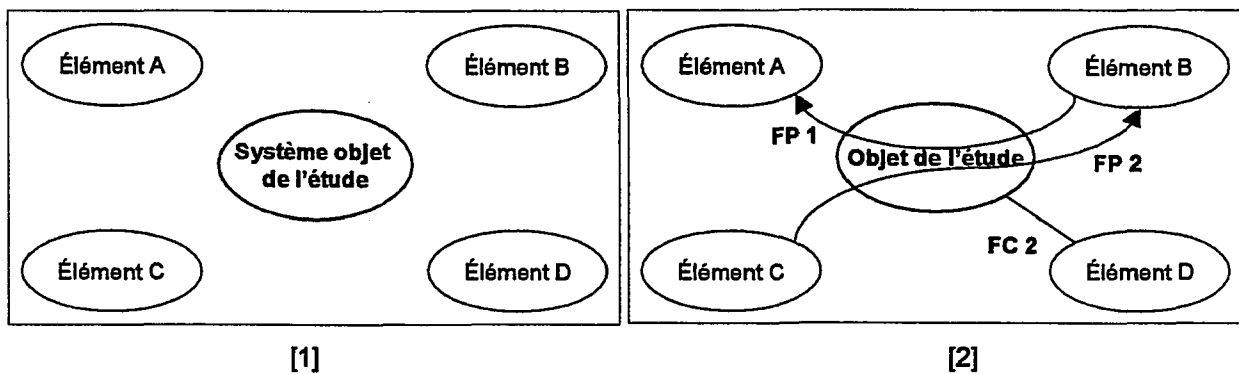 Élément A
Élément B
Système objet
de l'étude
Élément C
Élément D
[1]
Élément A
Élément B
FP 1
Objet de l'étude
FP 2
FC 2
Élément C
Élément D
[2]